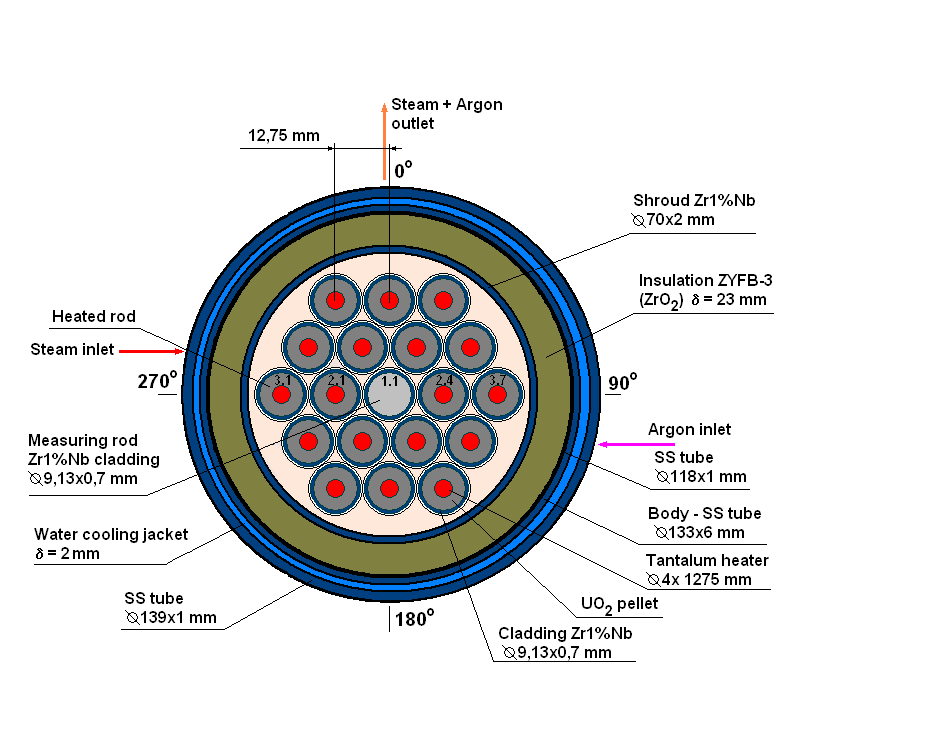 Steam + Argon
outlet
12,75 mm
0°
Shroud Zr1%Nb
∅70x2 mm
Insulation ZYFB-3
(ZrO2) δ = 23 mm
Heated rod
Steam inlet
270°
90°
3.1 2.1 1.1 2.4 3.7
Argon inlet
Measuring rod
Zr1%Nb cladding
∅9,13x0,7 mm
SS tube
∅118x1 mm
Body - SS tube
∅133x6 mm
Water cooling jacket
δ = 2 mm
Tantalum heater
∅4x 1275 mm
SS tube
∅139x1 mm
UO2 pellet
180°
Cladding Zr1%Nb
∅9,13x0,7 mm